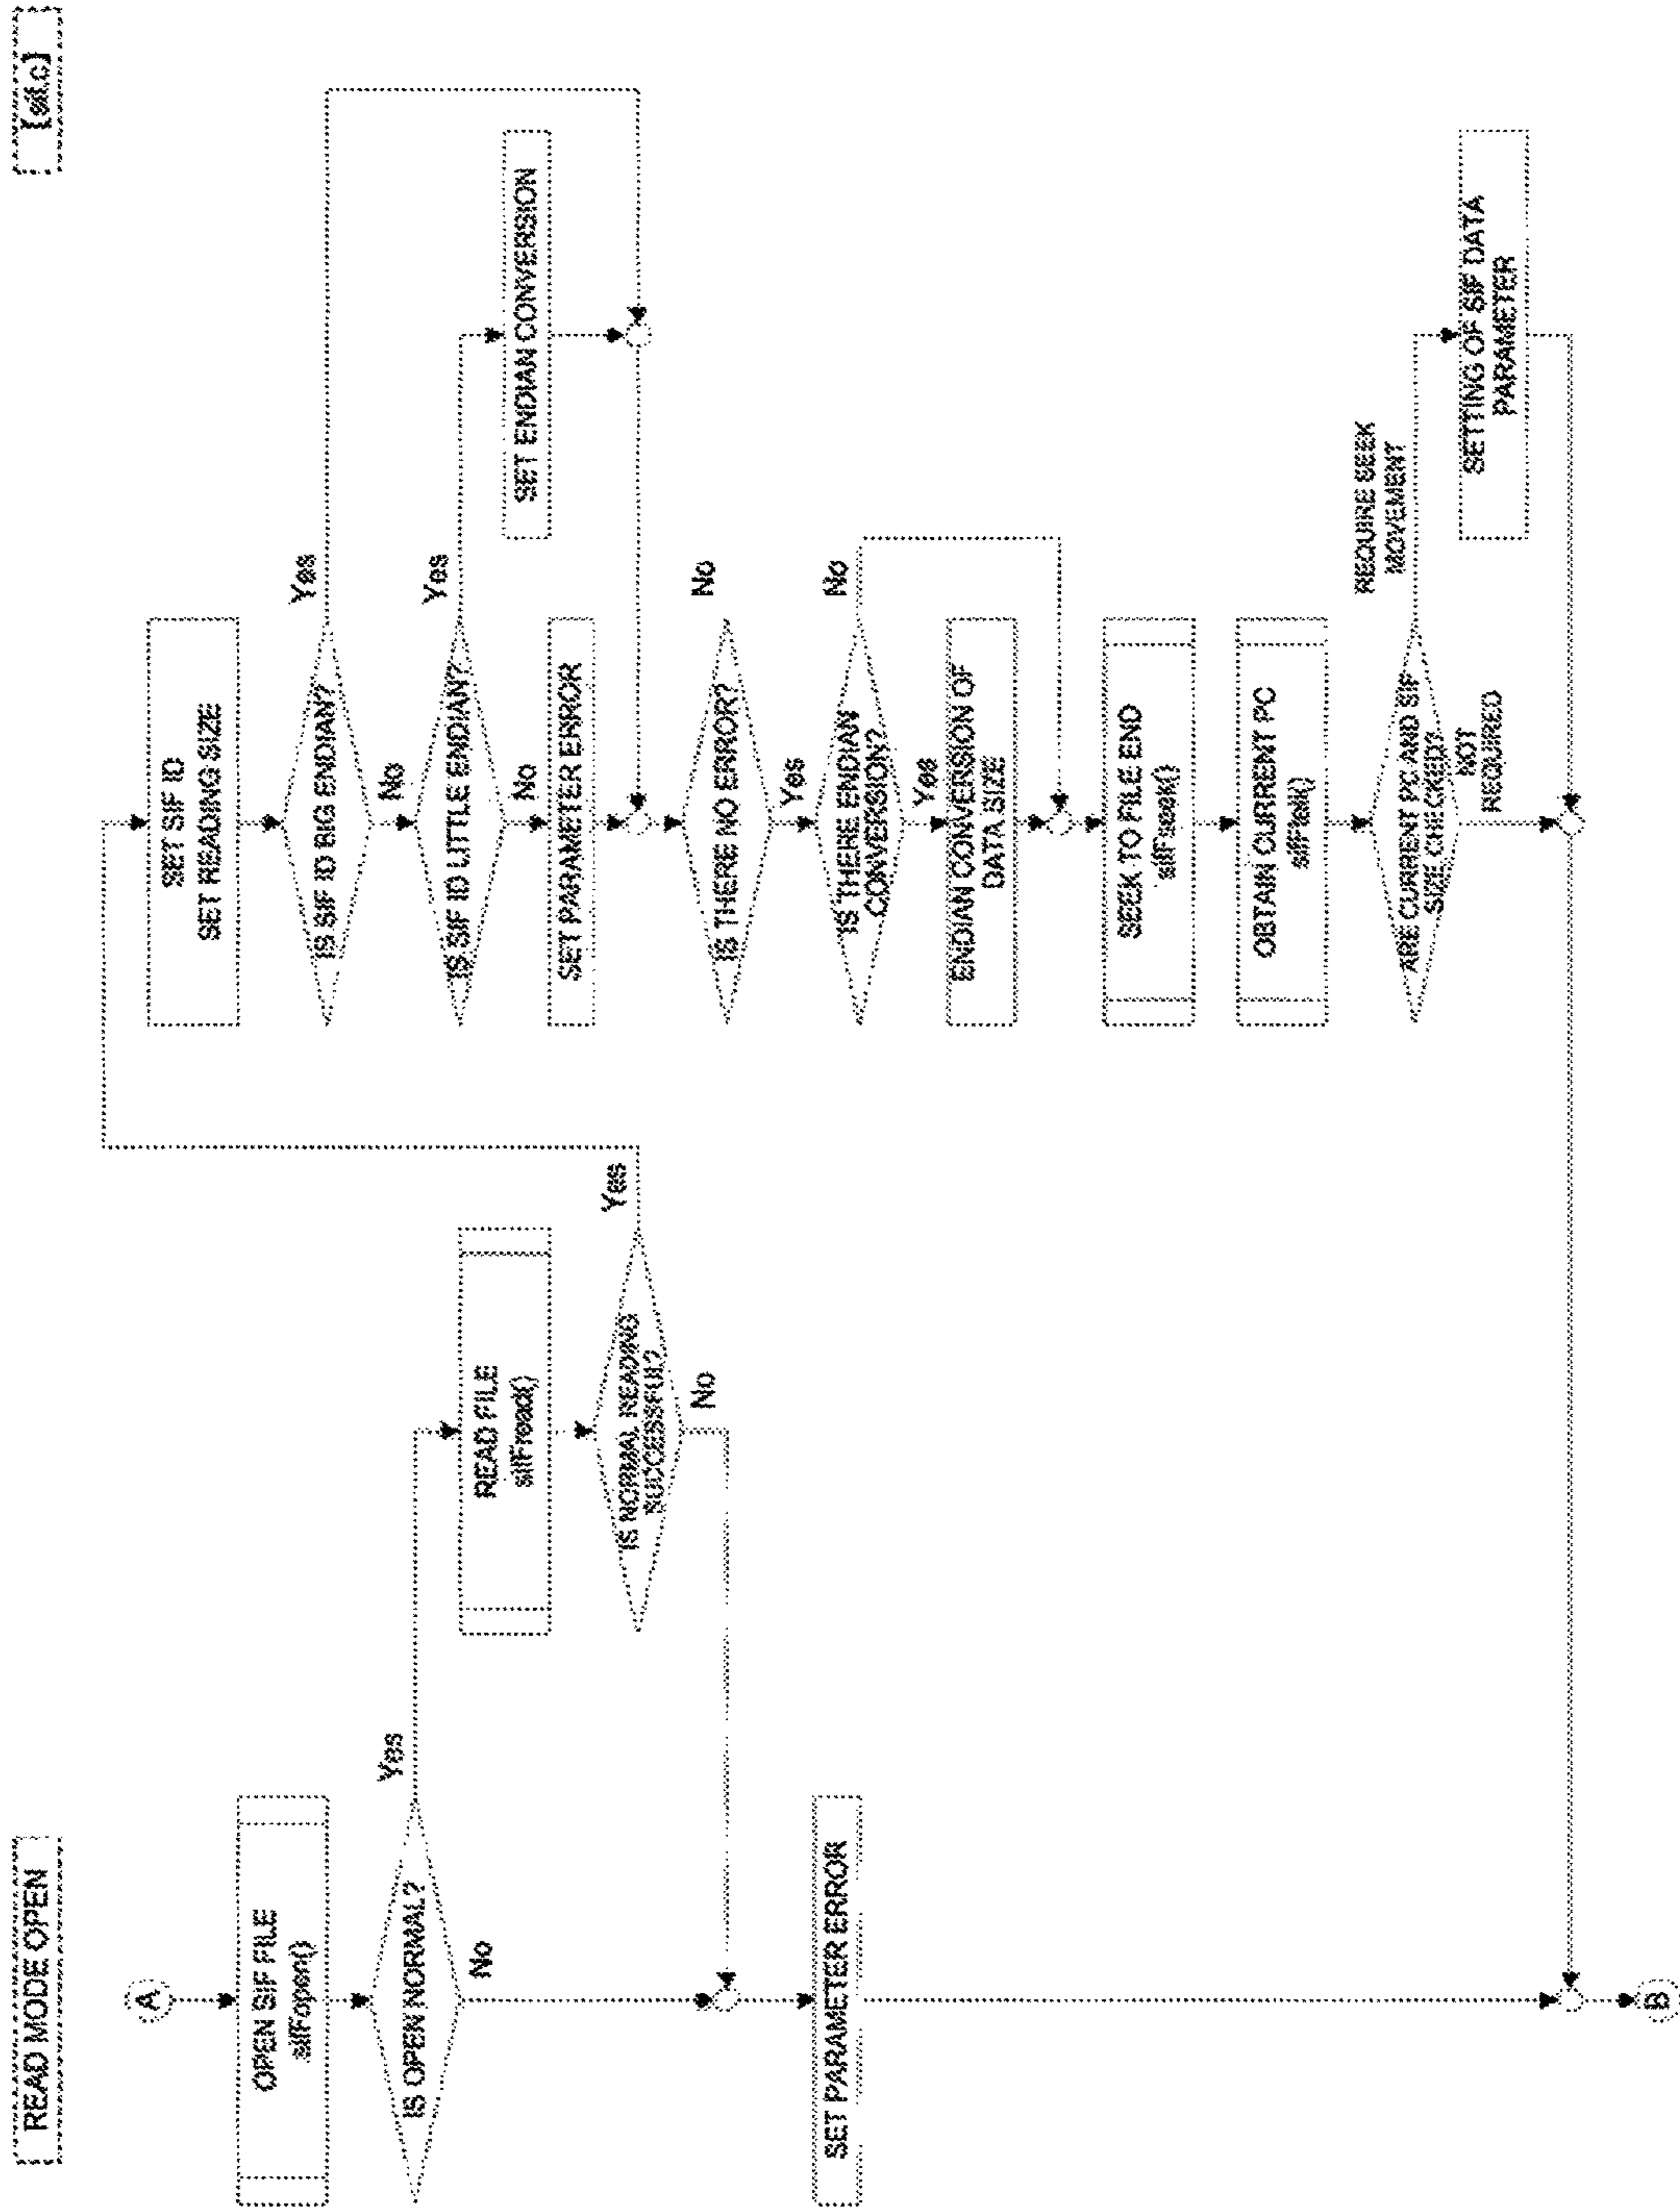 READ MODE OPEN
[sif.c]
A
OPEN SIF FILE
sifFopen()
IS OPEN NORMAL?
Yes
No
READ FILE
sifFread()
IS NORMAL READING
SUCCESSFUL?
Yes
No
SET PARAMETER ERROR
SET SIF ID
SET READING SIZE
IS SIF ID BIG ENDIAN?
Yes
No
IS SIF ID LITTLE ENDIAN?
Yes
No
SET ENDIAN CONVERSION
SET PARAMETER ERROR
IS THERE NO ERROR?
No
Yes
IS THERE ENDIAN
CONVERSION?
No
Yes
ENDIAN CONVERSION OF
DATA SIZE
SEEK TO FILE END
sifFseek()
OBTAIN CURRENT PC
sifFtell()
ARE CURRENT PC AND SIF
SIZE CHECKED?
REQUIRE SEEK
MOVEMENT
NOT
REQUIRED
SETTING OF SIF DATA
PARAMETER
B